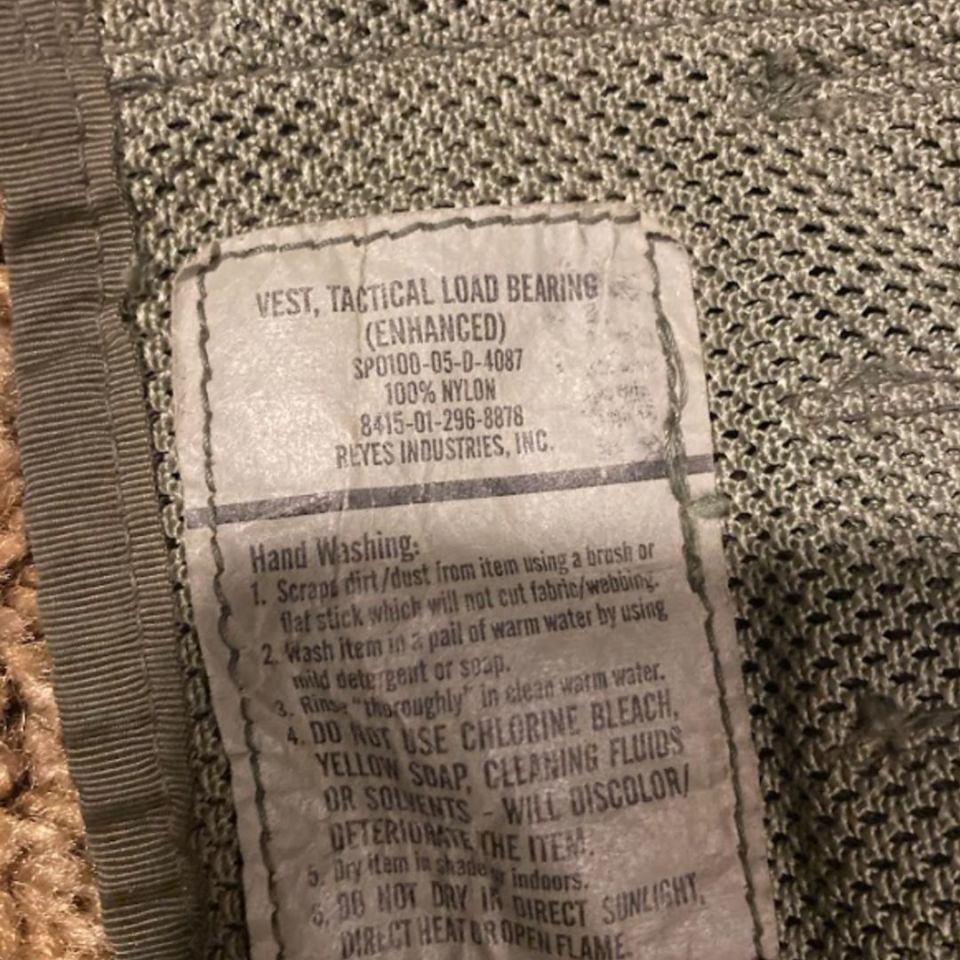 VEST, TACTICAL LOAD BEARING
(ENHANCED)
SP0100-05-D-4087
100% NYLON
8415-01-296-8878
REYES INDUSTRIES, INC.
Hand Washing:
1. Scrape dirt/dust from item using a brush or
flat stick which will not cut fabric/webbing.
2. Wash item in a pail of warm water by using
mild detergent or soap.
3. Rinse "thoroughly" in clean warm water.
4. DO NOT USE CHLORINE BLEACH,
YELLOW SOAP, CLEANING FLUIDS
OR SOLVENTS - WILL DISCOLOR/
DETERIORATE THE ITEM.
5. Dry item in shade or indoors.
6. DO NOT DRY IN DIRECT SUNLIGHT,
DIRECT HEAT OR OPEN FLAME.